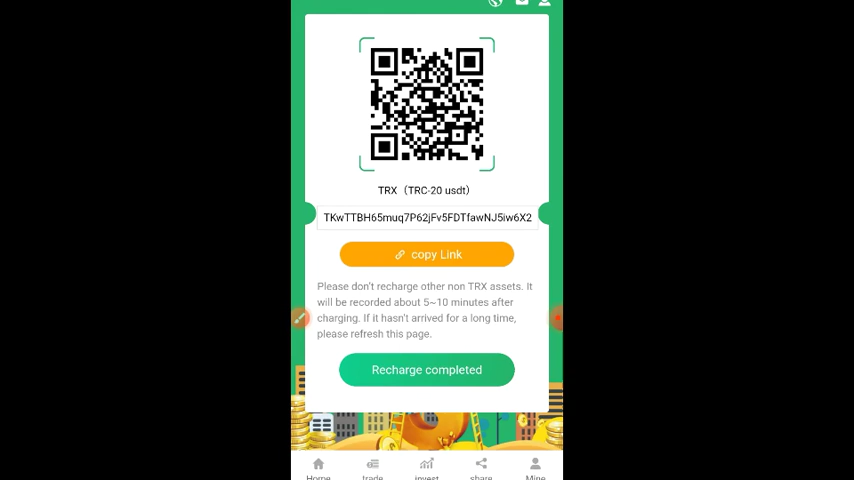 TRX（TRC-20 usdt）
TKwTTBH65muq7P62jFv5FDTfawNJ5iw6X2
copy Link
Please don't recharge other non TRX assets. It
will be recorded about 5~10 minutes after
charging. If it hasn't arrived for a long time,
please refresh this page.
Recharge completed
Home trade invest share Mine